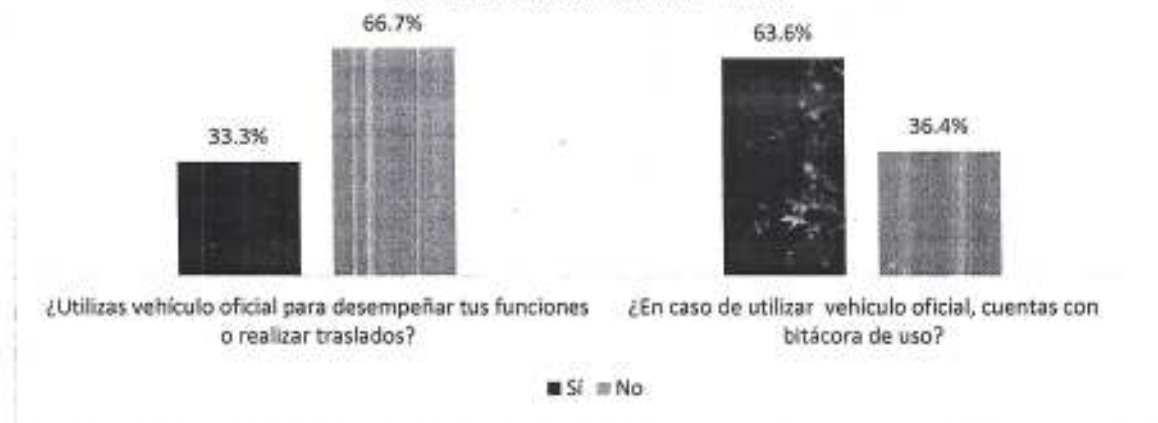 66.7%
63.6%
33.3%
36.4%
¿Utilizas vehículo oficial para desempeñar tus funciones
o realizar traslados?
¿En caso de utilizar vehículo oficial, cuentas con
bitácora de uso?
Sí No